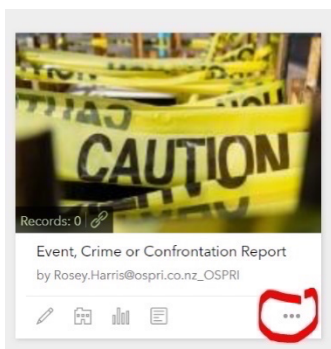 CAUTION
Records: 0
Event, Crime or Confrontation Report
by Rosey.Harris@ospri.co.nz_OSPRI